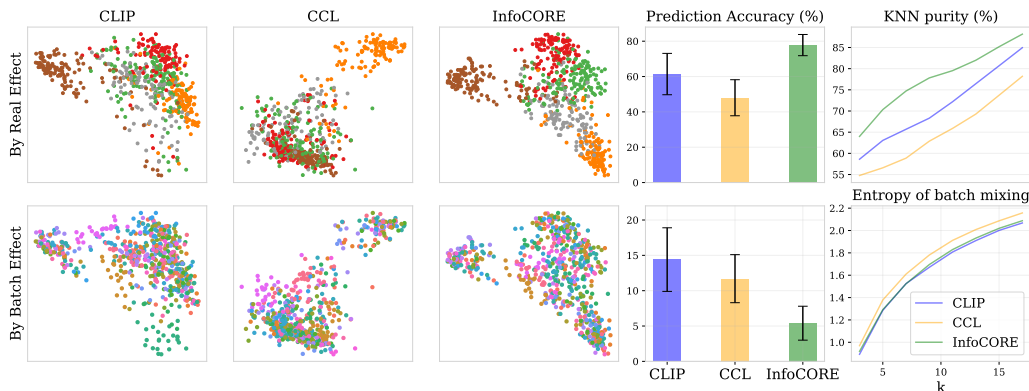 CLIP CCL InfoCORE Prediction Accuracy (%) KNN purity (%)
By Real Effect
80
60
40
20
0
85
80
75
70
65
60
55
By Batch Effect
20
15
10
5
0
CLIP CCL InfoCORE
Entropy of batch mixing
2.2
2.0
1.8
1.6
1.4
1.2
1.0
CLIP
CCL
InfoCORE
5 10 15
k